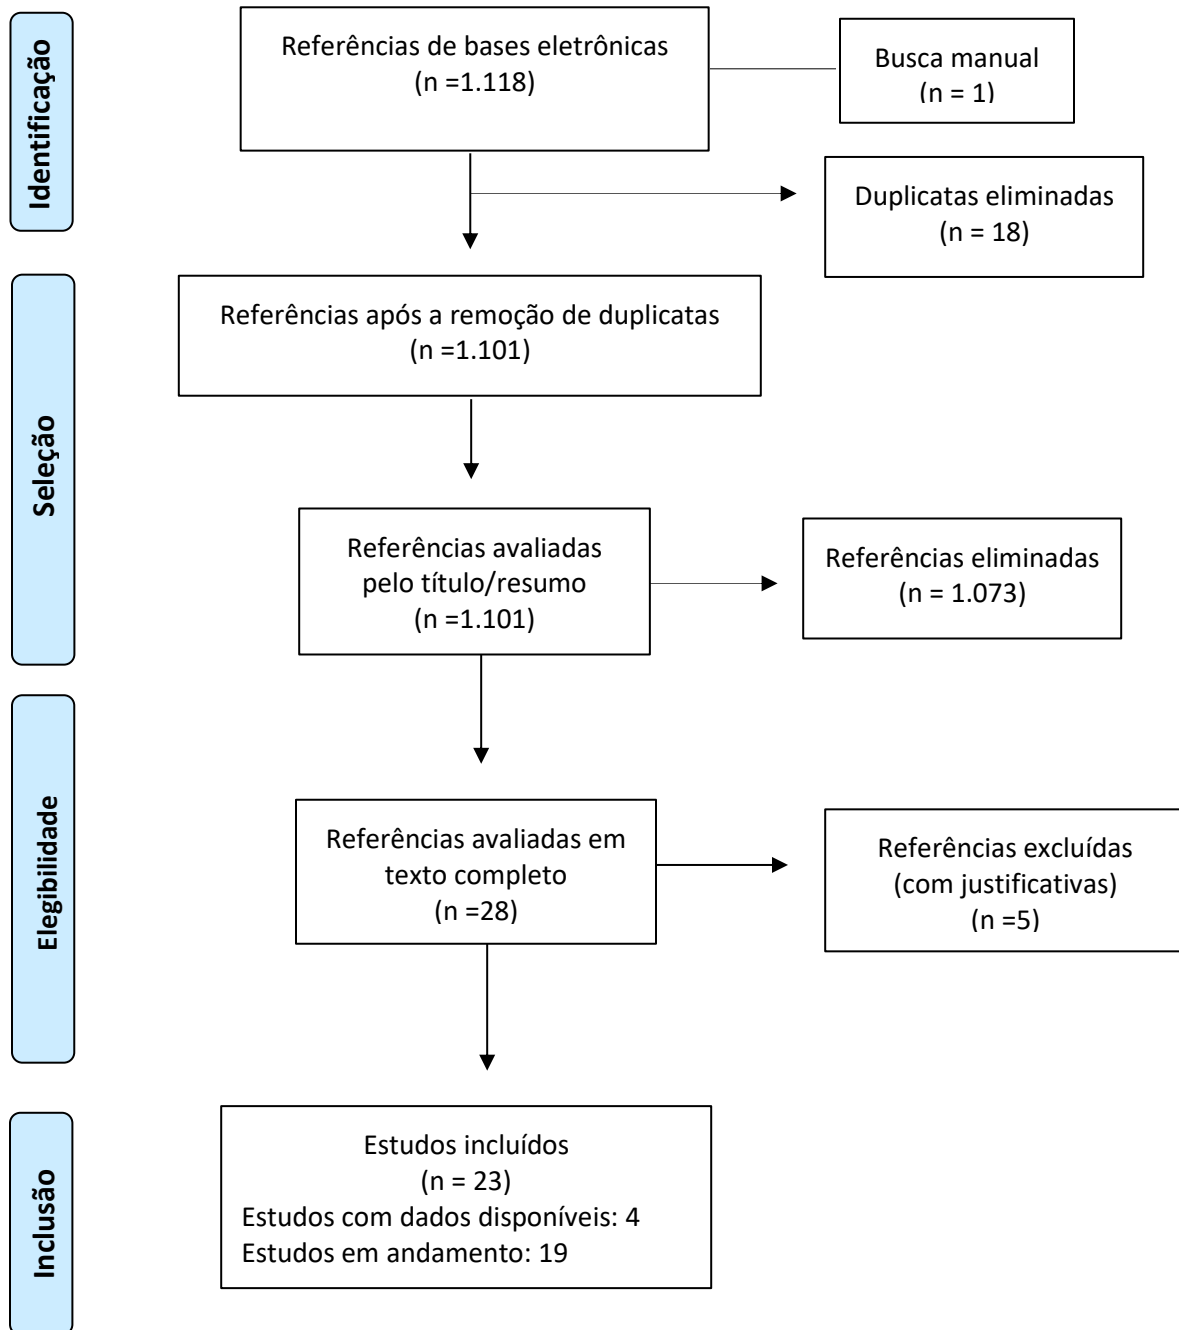 Identificação
Referências de bases eletrônicas
(n =1.118)
Busca manual
(n = 1)
Duplicatas eliminadas
(n = 18)
Seleção
Referências após a remoção de duplicatas
(n =1.101)
Referências avaliadas
pelo título/resumo
(n =1.101)
Referências eliminadas
(n = 1.073)
Elegibilidade
Referências avaliadas em
texto completo
(n =28)
Referências excluídas
(com justificativas)
(n =5)
Inclusão
Estudos incluídos
(n = 23)
Estudos com dados disponíveis: 4
Estudos em andamento: 19